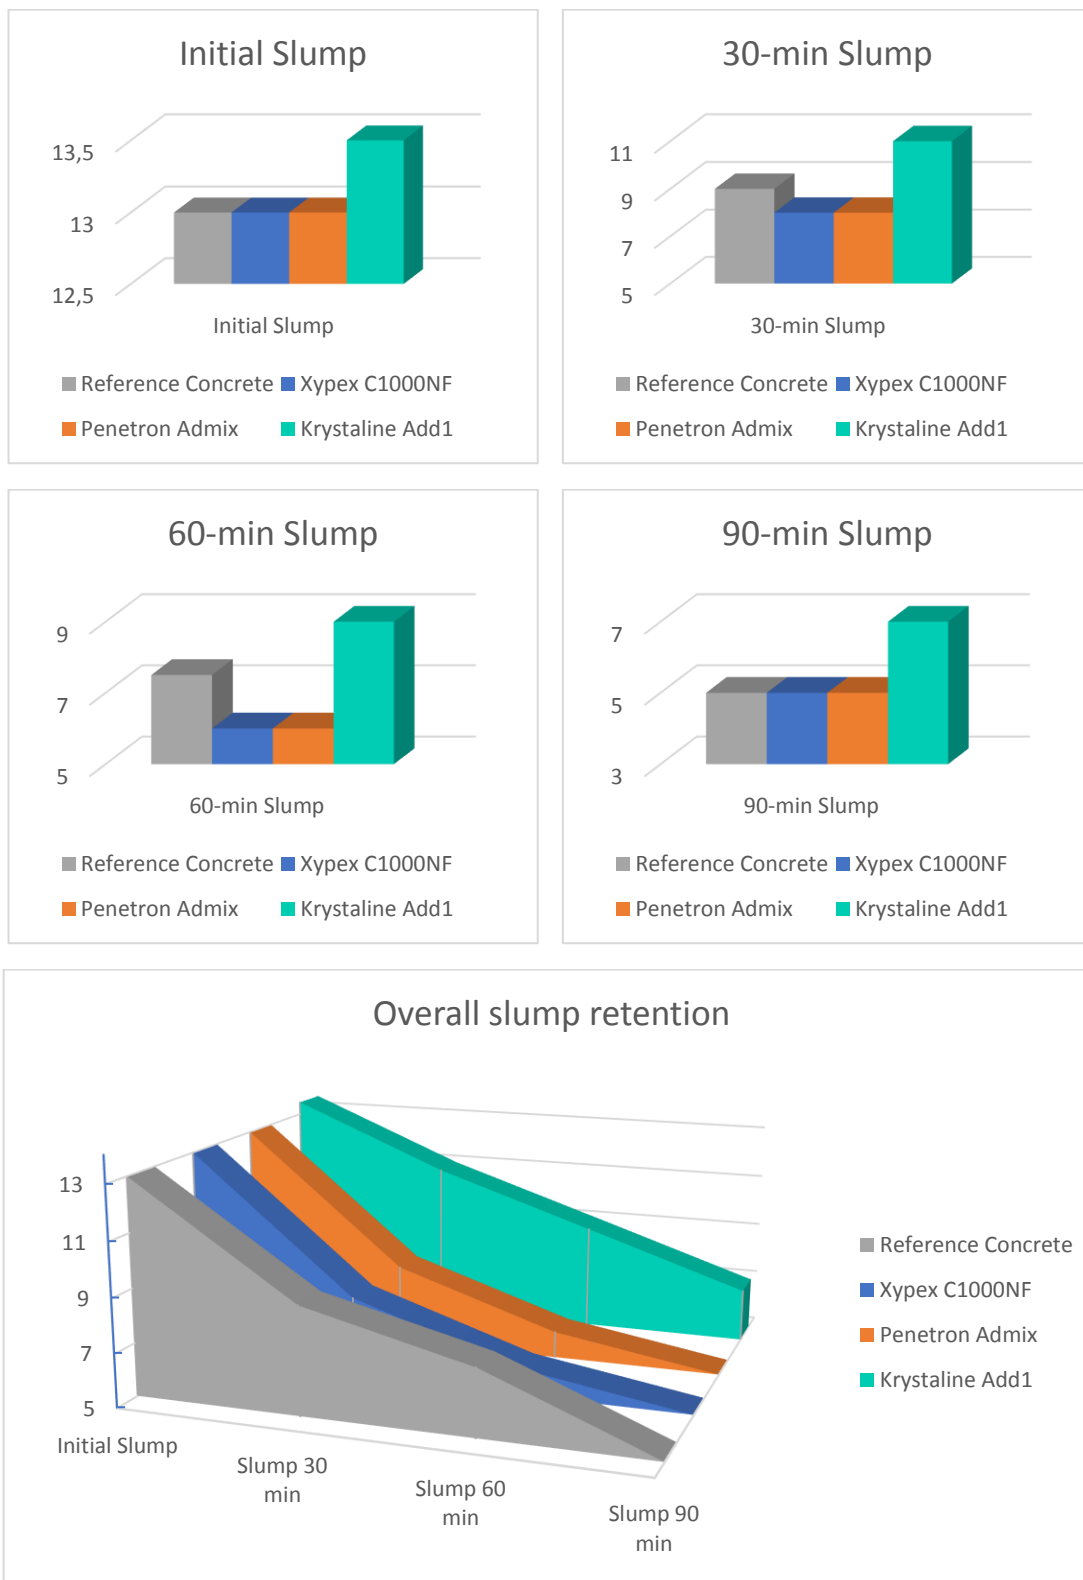 Initial Slump
13,5
13
12,5
Initial Slump
Reference Concrete
Xypex C1000NF
Penetron Admix
Krystaline Add1
30-min Slump
11
9
7
5
30-min Slump
Reference Concrete
Xypex C1000NF
Penetron Admix
Krystaline Add1
60-min Slump
9
7
5
60-min Slump
Reference Concrete
Xypex C1000NF
Penetron Admix
Krystaline Add1
90-min Slump
7
5
3
90-min Slump
Reference Concrete
Xypex C1000NF
Penetron Admix
Krystaline Add1
Overall slump retention
13
11
9
7
5
Initial Slump
Slump 30
min
Slump 60
min
Slump 90
min
Reference Concrete
Xypex C1000NF
Penetron Admix
Krystaline Add1